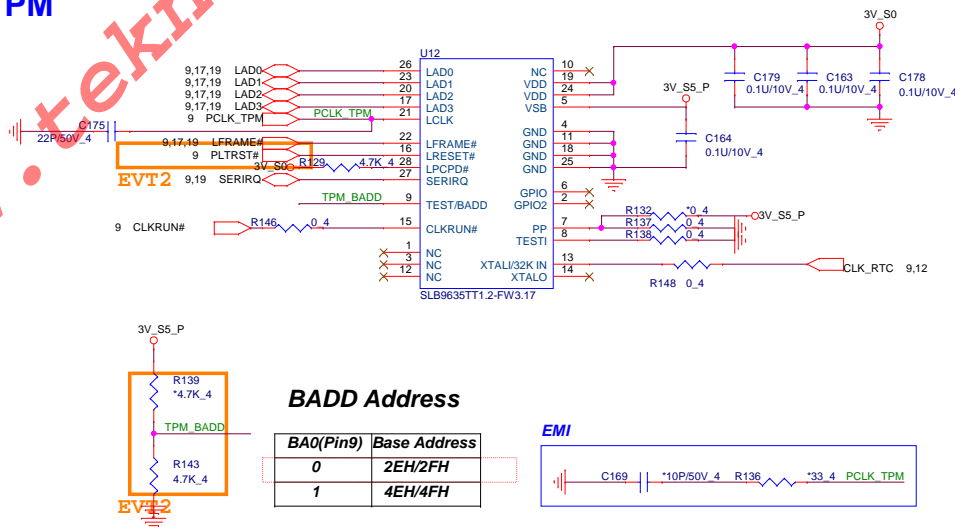 PM
.tekn
3V_S0
C179
0.1U/10V_4
C163
0.1U/10V_4
C178
0.1U/10V_4
U12
9,17,19 LAD0 26 LAD0
9,17,19 LAD1 23 LAD1
9,17,19 LAD2 20 LAD2
9,17,19 LAD3 17 LAD3
9 PCLK_TPM PCLK_TPM 21 LCLK
C175
22P/50V_4
9,17,19 LFRAME# 22 LFRAME#
9 PLTRST# 16 LRESET#
3V_S0 R129 4.7K_4 28 LPCPD#
EVT2
9,19 SERIRQ 27 SERIRQ
TPM_BADD 9 TEST/BADD
9 CLKRUN# R146 0_4 15 CLKRUN#
1 NC
3 NC
12 NC
NC 10
VDD 19
VDD 24
VSB 5
3V_S5_P
C164
0.1U/10V_4
GND 4
GND 11
GND 18
GND 25
GPIO 6
GPIO2 2
PP 7
TESTI 8
R132 *0_4 3V_S5_P
R137 0_4
R138 0_4
XTALI/32K IN 13
XTALO 14
R148 0_4
CLK_RTC 9,12
SLB9635TT1.2-FW3.17
3V_S5_P
R139
*4.7K_4
TPM_BADD
R143
4.7K_4
EVT2
BADD Address
BA0(Pin9) Base Address
0 2EH/2FH
1 4EH/4FH
EMI
C169 *10P/50V_4 R136 *33_4 PCLK_TPM